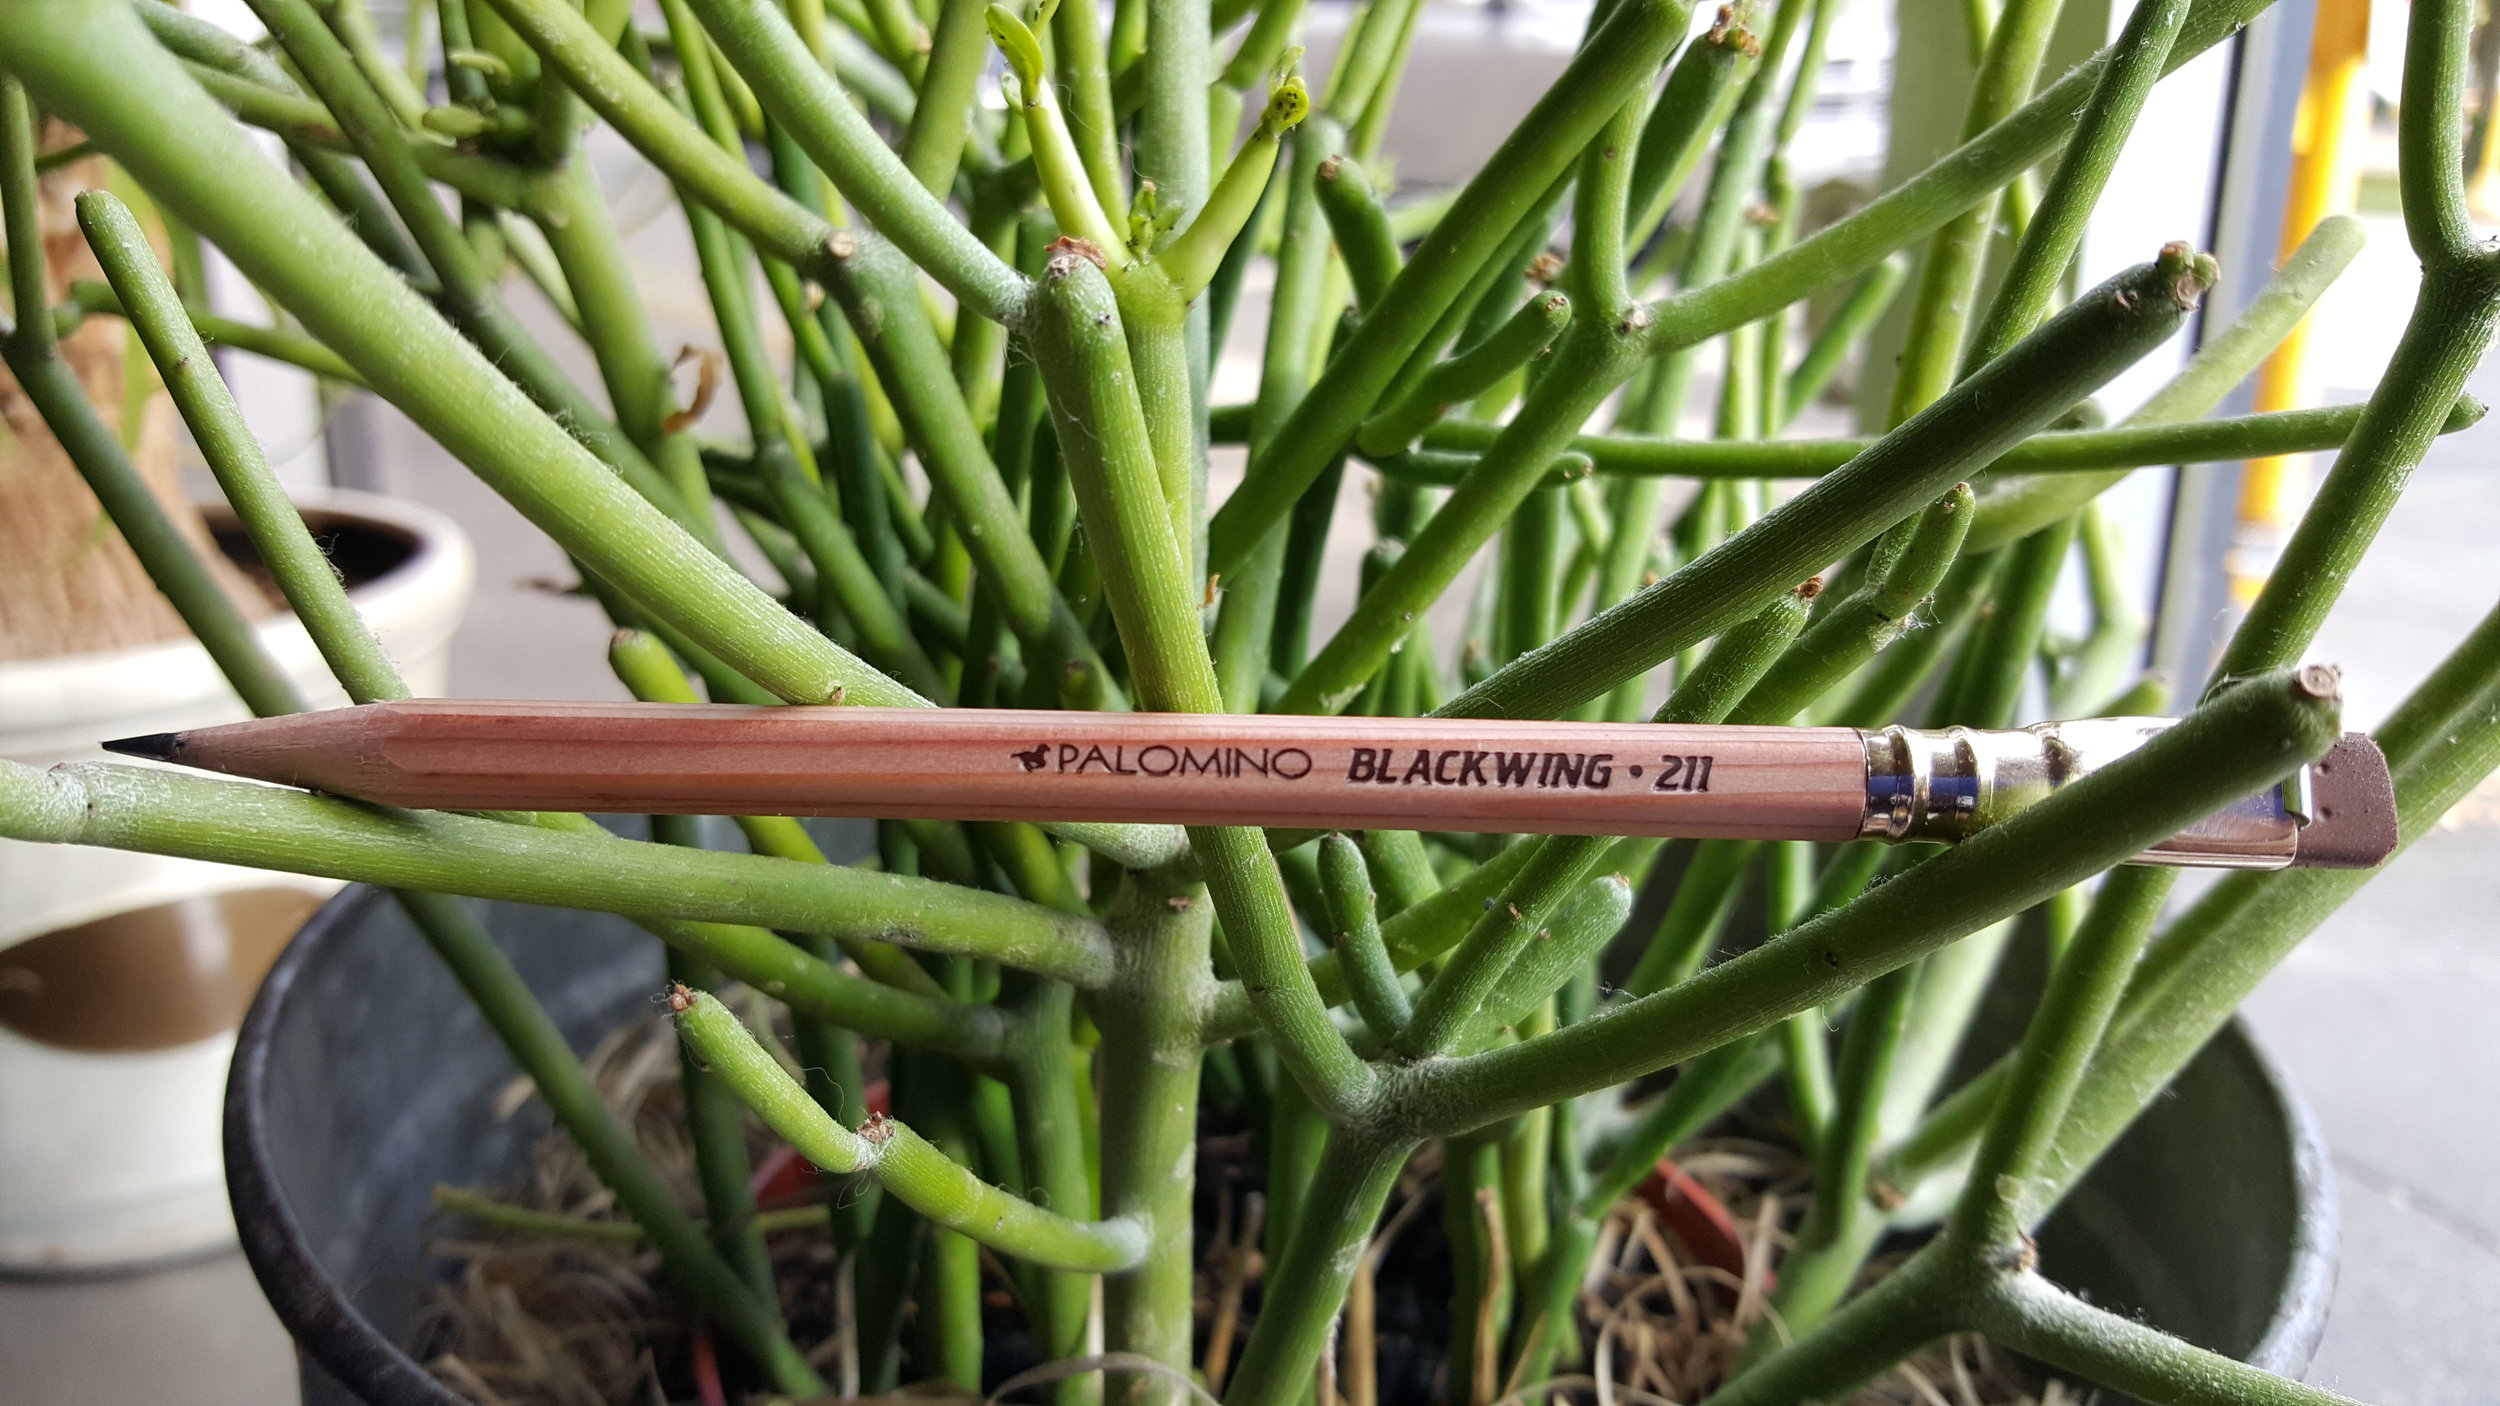 PALOMINO BLACKWING • 211